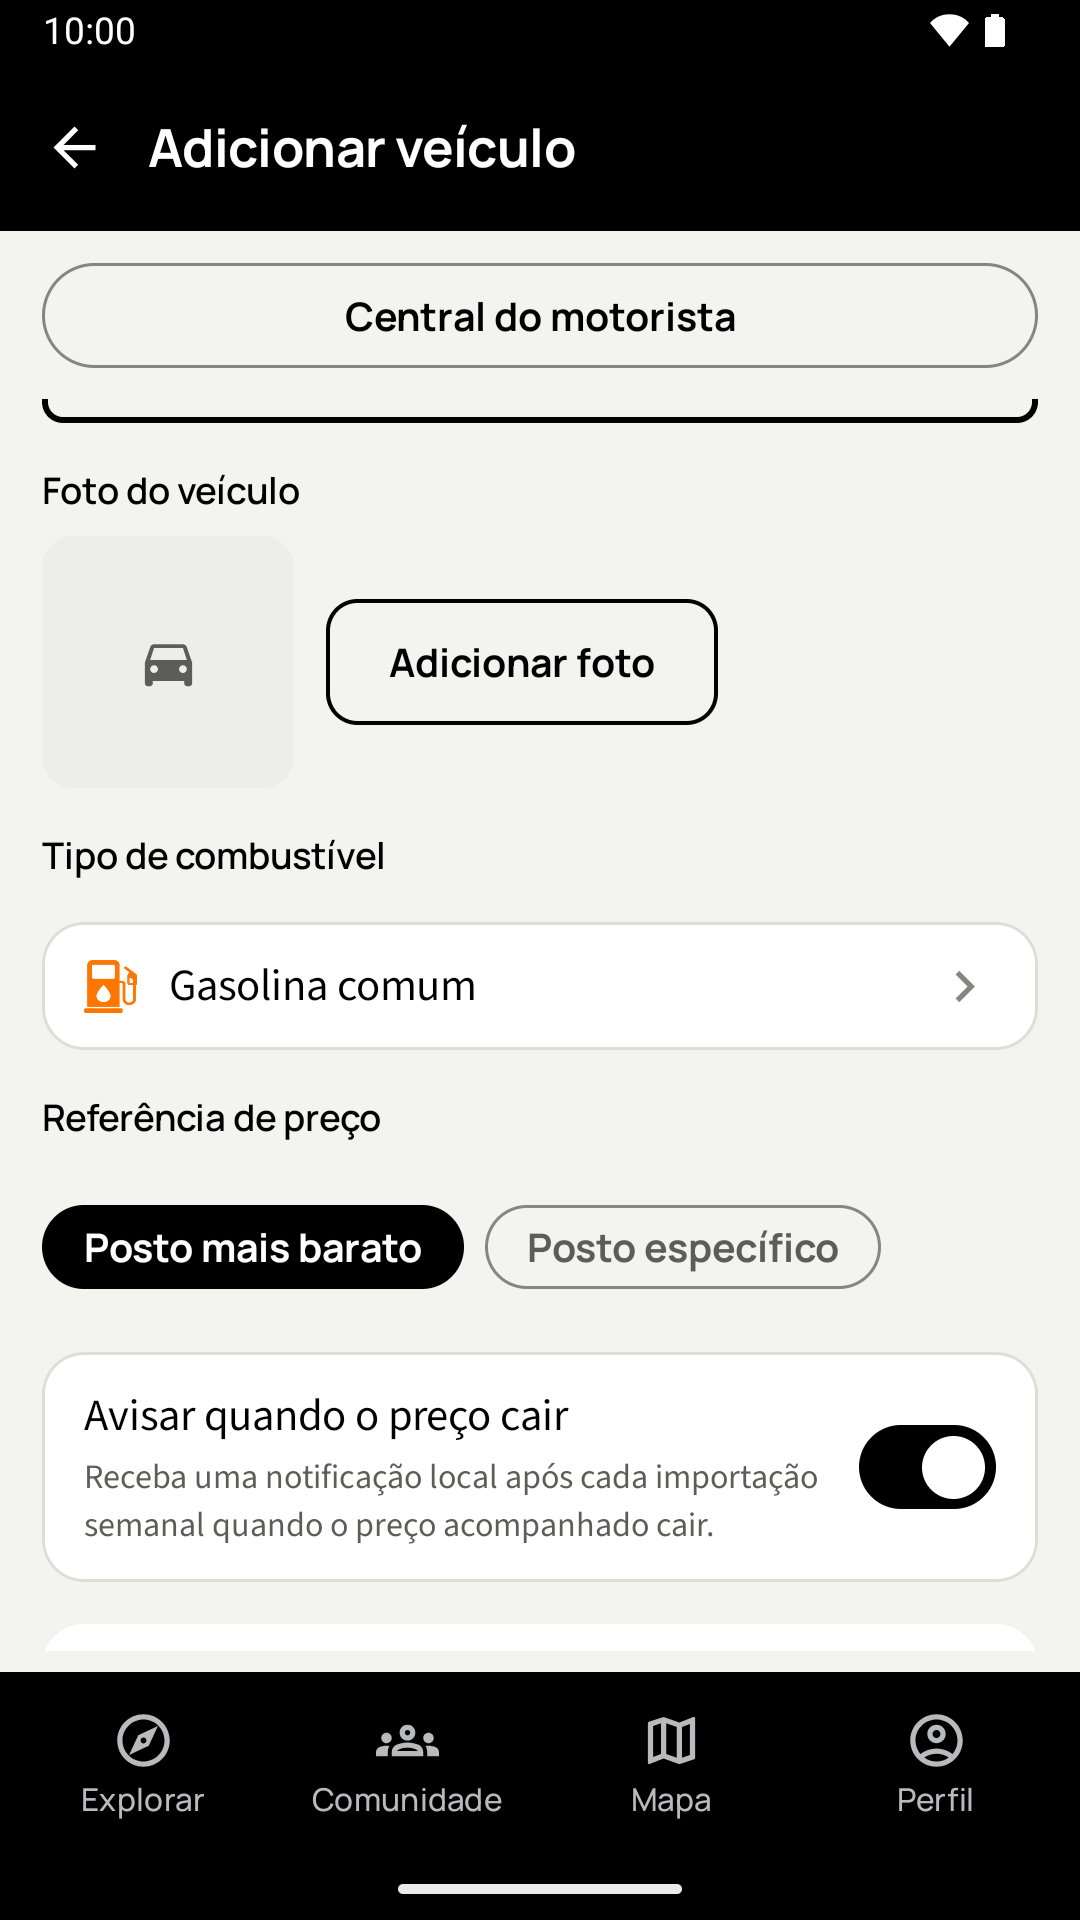 10:00
Adicionar veículo
Central do motorista
Foto do veículo
Adicionar foto
Tipo de combustível
Gasolina comum
Referência de preço
Posto mais barato
Posto específico
Avisar quando o preço cair
Receba uma notificação local após cada importação
semanal quando o preço acompanhado cair.
Explorar
Comunidade
Mapa
Perfil